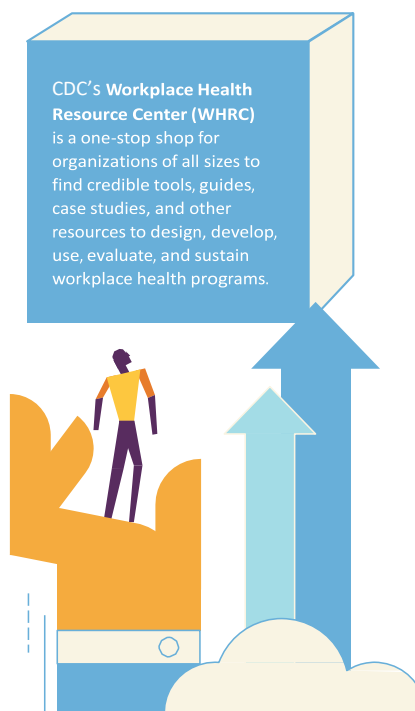 CDC's Workplace Health
Resource Center (WHRC)
is a one-stop shop for
organizations of all sizes to
find credible tools, guides,
case studies, and other
resources to design, develop,
use, evaluate, and sustain
workplace health programs.